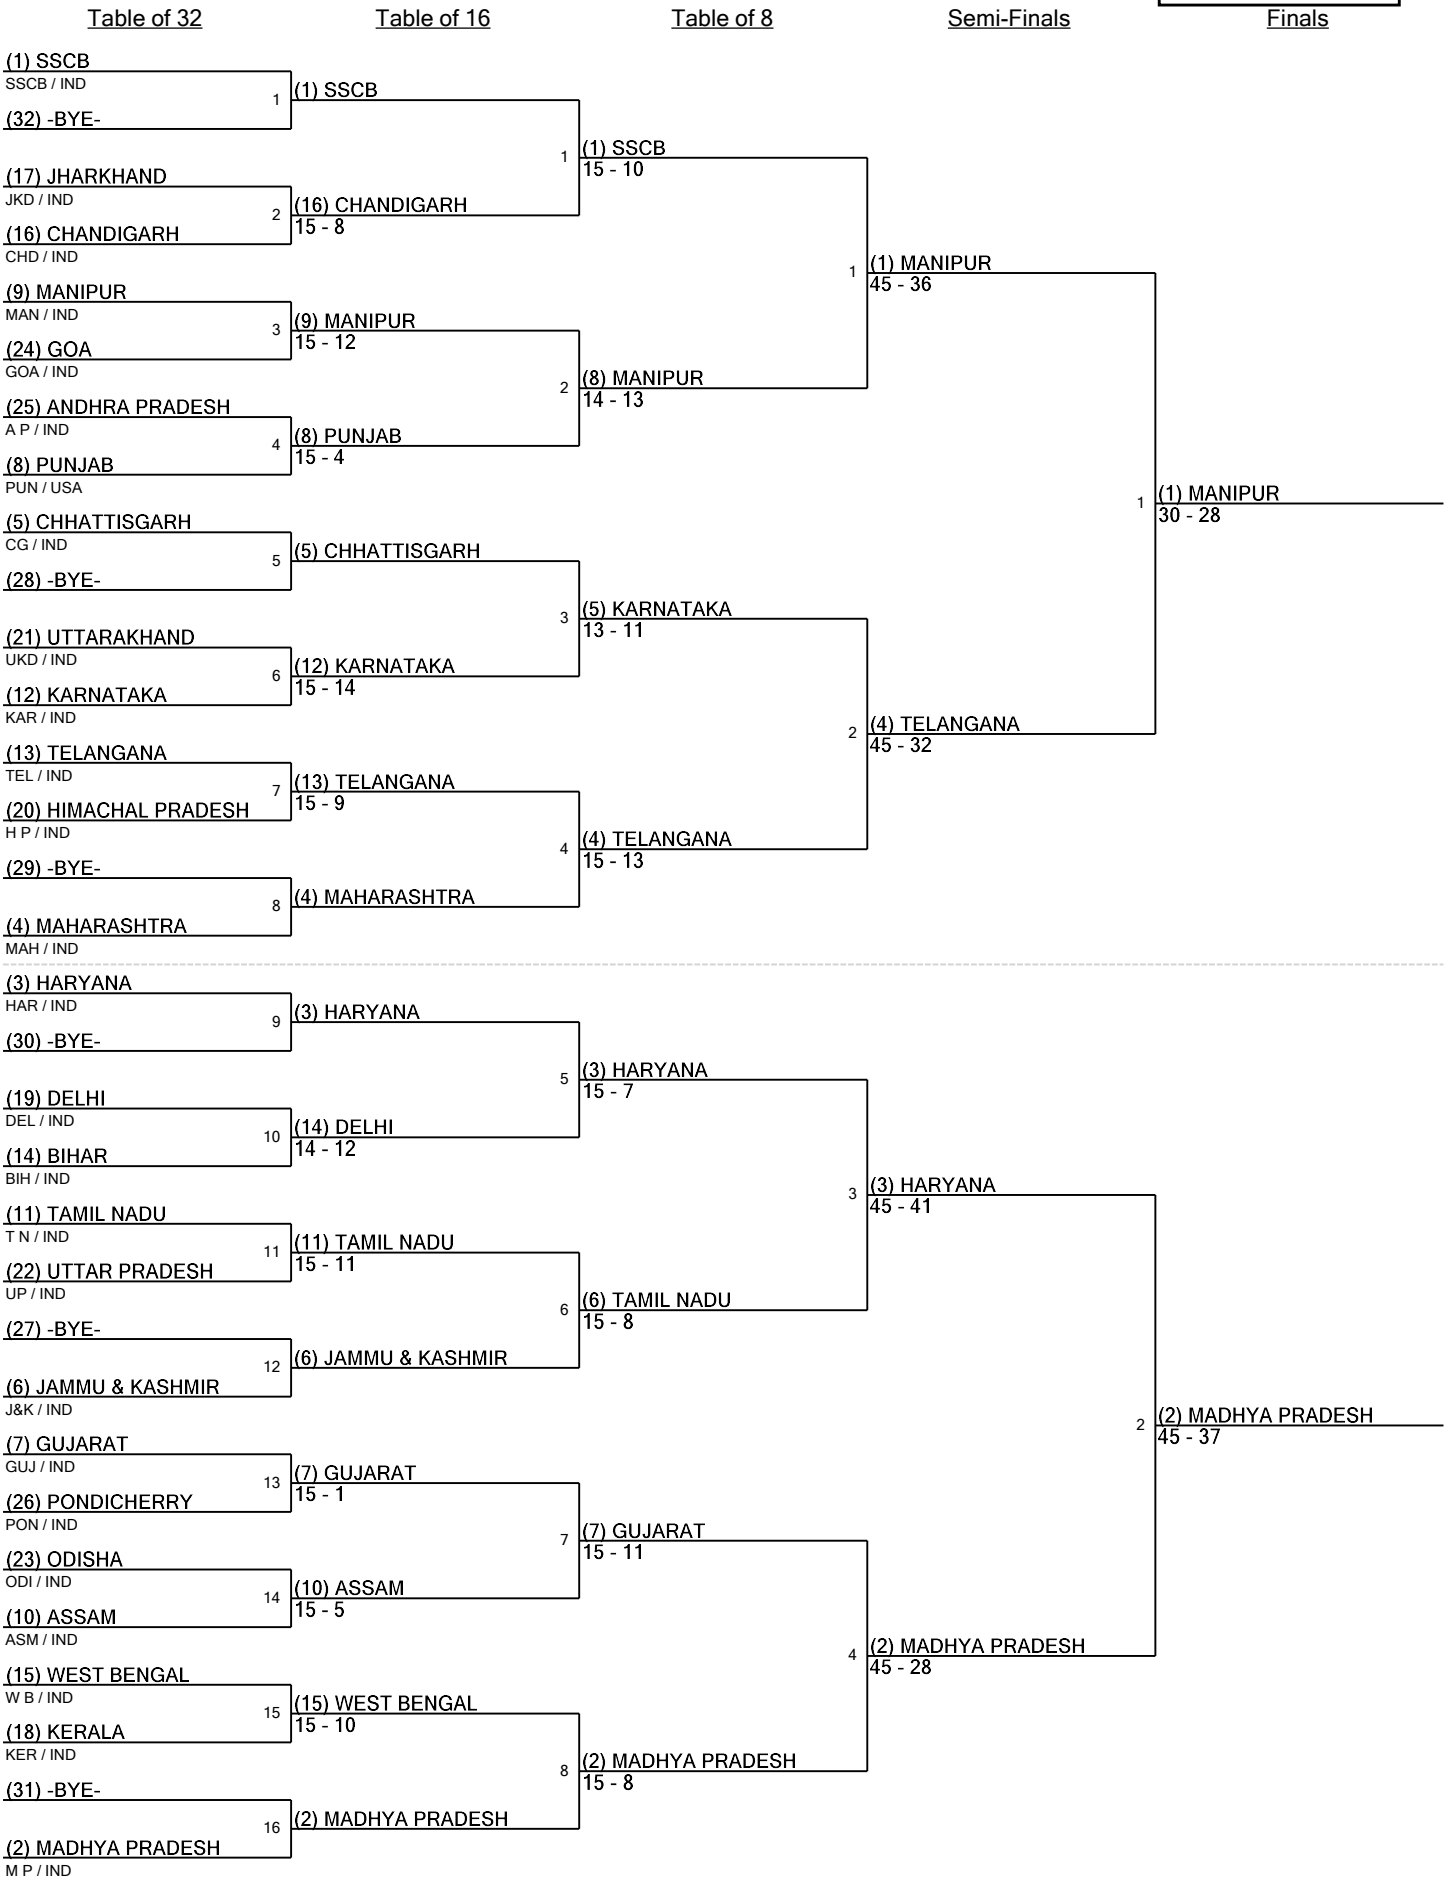 Table of 32
Table of 16
Table of 8
Semi-Finals
Finals
(1) SSCB
SSCB / IND
1
(32) -BYE-
(17) JHARKHAND
JKD / IND
2
(16) CHANDIGARH
CHD / IND
(9) MANIPUR
MAN / IND
3
(24) GOA
GOA / IND
(25) ANDHRA PRADESH
A P / IND
4
(8) PUNJAB
PUN / USA
(5) CHHATTISGARH
CG / IND
5
(28) -BYE-
(21) UTTARAKHAND
UKD / IND
6
(12) KARNATAKA
KAR / IND
(13) TELANGANA
TEL / IND
7
(20) HIMACHAL PRADESH
H P / IND
(29) -BYE-
8
(4) MAHARASHTRA
MAH / IND
(3) HARYANA
HAR / IND
9
(30) -BYE-
(19) DELHI
DEL / IND
10
(14) BIHAR
BIH / IND
(11) TAMIL NADU
T N / IND
11
(22) UTTAR PRADESH
UP / IND
(27) -BYE-
12
(6) JAMMU & KASHMIR
J&K / IND
(7) GUJARAT
GUJ / IND
13
(26) PONDICHERRY
PON / IND
(23) ODISHA
ODI / IND
14
(10) ASSAM
ASM / IND
(15) WEST BENGAL
W B / IND
15
(18) KERALA
KER / IND
(31) -BYE-
16
(2) MADHYA PRADESH
M P / IND
(1) SSCB
1
(16) CHANDIGARH
15 - 8
(9) MANIPUR
15 - 12
2
(8) PUNJAB
15 - 4
(5) CHHATTISGARH
3
(12) KARNATAKA
15 - 14
(13) TELANGANA
15 - 9
4
(4) MAHARASHTRA
(3) HARYANA
5
(14) DELHI
14 - 12
(11) TAMIL NADU
15 - 11
6
(6) JAMMU & KASHMIR
(7) GUJARAT
15 - 1
7
(10) ASSAM
15 - 5
(15) WEST BENGAL
15 - 10
8
(2) MADHYA PRADESH
(1) SSCB
15 - 10
1
(8) MANIPUR
14 - 13
(5) KARNATAKA
13 - 11
2
(4) TELANGANA
15 - 13
(3) HARYANA
15 - 7
3
(6) TAMIL NADU
15 - 8
(7) GUJARAT
15 - 11
4
(2) MADHYA PRADESH
15 - 8
(1) MANIPUR
45 - 36
1
(4) TELANGANA
45 - 32
(3) HARYANA
45 - 41
2
(2) MADHYA PRADESH
45 - 28
(1) MANIPUR
30 - 28
(2) MADHYA PRADESH
45 - 37